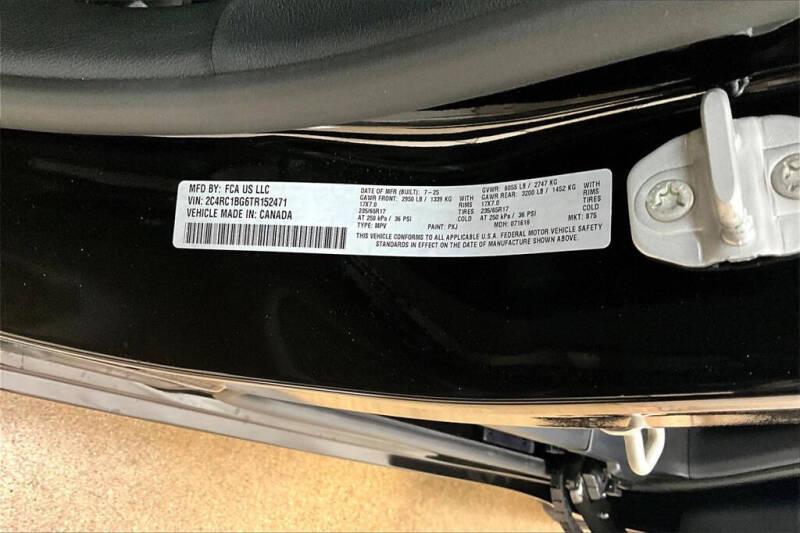 MFD BY: FCA US LLC
VIN: 2C4RC1BG6TR152471
VEHICLE MADE IN: CANADA
DATE OF MFR (BUILT): 7-25 GVWR: 6055 LB / 2747 KG
GAWR FRONT: 2950 LB / 1339 KG WITH GAWR REAR: 3200 LB / 1452 KG WITH
17X7.0 RIMS 17X7.0 RIMS
235/65R17 TIRES 235/65R17 TIRES
AT 250 kPa / 36 PSI AT 250 kPa / 36 PSI
TYPE: MPV PAINT: PXJ MDH: 071616 MKT: 875
THIS VEHICLE CONFORMS TO ALL APPLICABLE U.S.A. FEDERAL MOTOR VEHICLE SAFETY
STANDARDS IN EFFECT ON THE DATE OF MANUFACTURE SHOWN ABOVE.